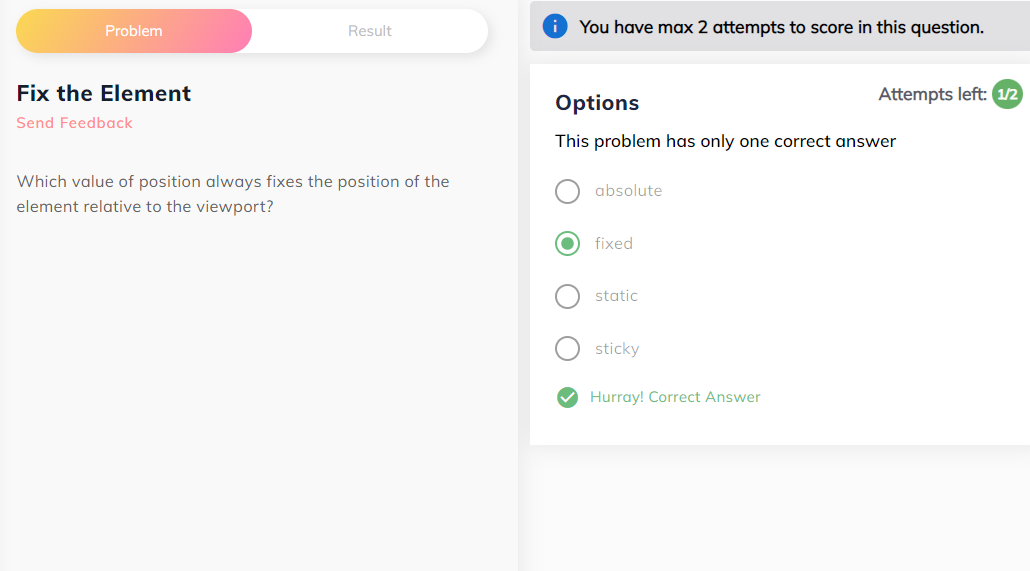 Problem
Result
Fix the Element
Send Feedback
Which value of position always fixes the position of the
element relative to the viewport?
You have max 2 attempts to score in this question.
Options
Attempts left: 1/2
This problem has only one correct answer
absolute
fixed
static
sticky
Hurray! Correct Answer